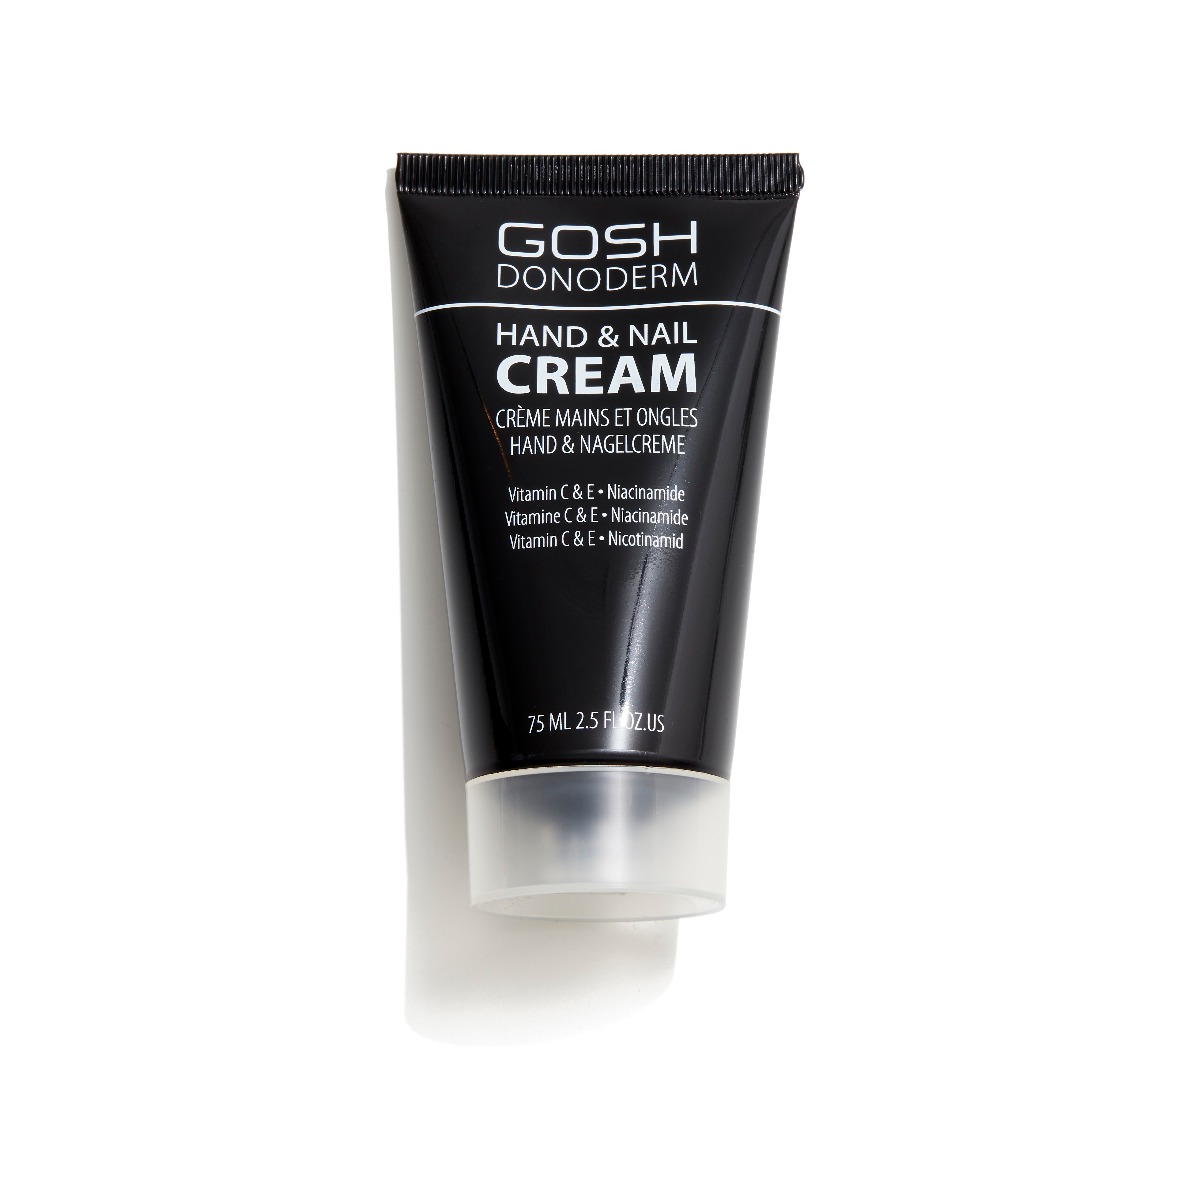 GOSH
DONODERM
HAND & NAIL
CREAM
CRÈME MAINS ET ONGLES
HAND & NAGELCREME
Vitamin C & E • Niacinamide
Vitamine C & E • Niacinamide
Vitamin C & E • Nicotinamid
75 ML 2.5 FL.OZ.US